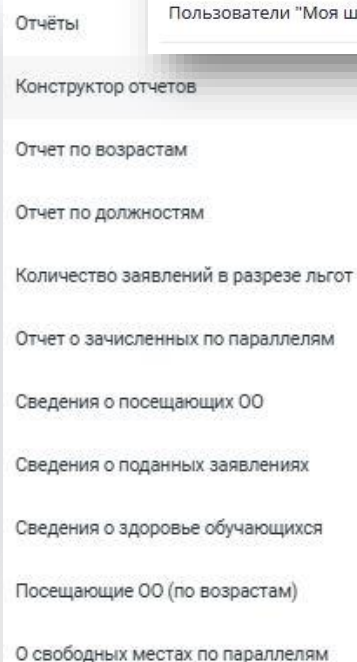 Отчёты
Пользователи "Моя ш
Конструктор отчетов
Отчет по возрастам
Отчет по должностям
Количество заявлений в разрезе льгот
Отчет о зачисленных по параллелям
Сведения о посещающих ОО
Сведения о поданных заявлениях
Сведения о здоровье обучающихся
Посещающие ОО (по возрастам)
О свободных местах по параллелям